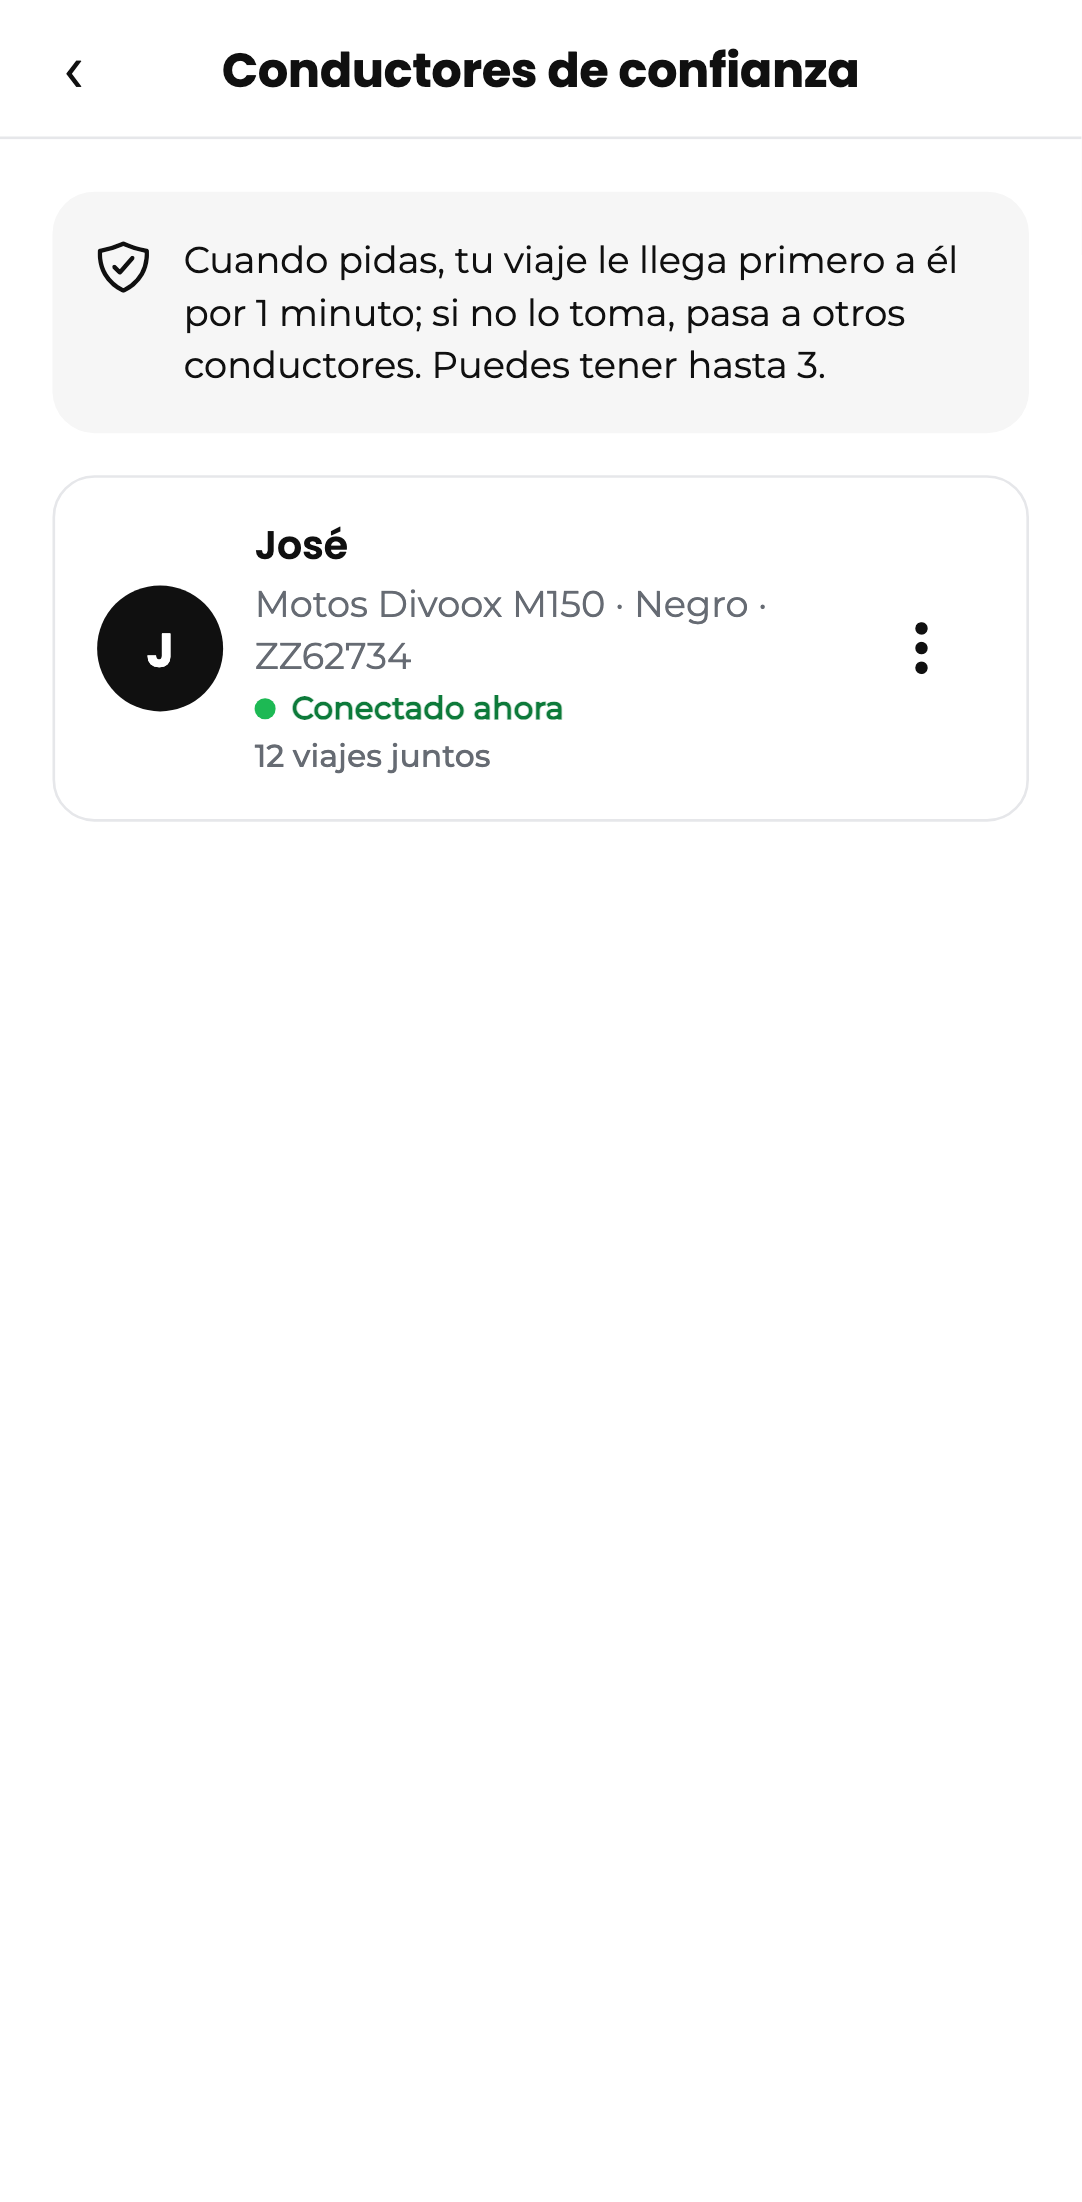 Conductores de confianza
Cuando pidas, tu viaje le llega primero a él
por 1 minuto; si no lo toma, pasa a otros
conductores. Puedes tener hasta 3.
José
J
Motos Divoox M150 · Negro ·
ZZ62734
Conectado ahora
12 viajes juntos